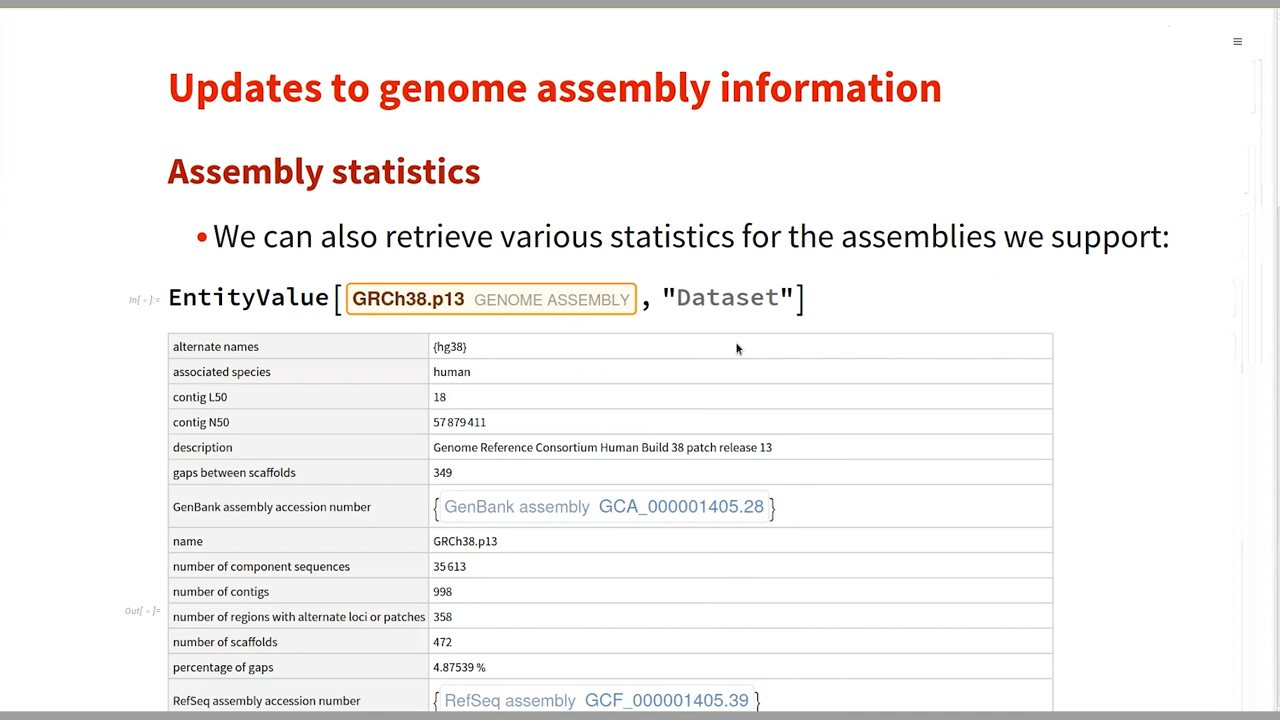 ≡
Updates to genome assembly information
Assembly statistics
• We can also retrieve various statistics for the assemblies we support:
In[ ∘ ]:= EntityValue[GRCh38.p13 GENOME ASSEMBLY, "Dataset"]
alternate names {hg38}
associated species human
contig L50 18
contig N50 57 879 411
description Genome Reference Consortium Human Build 38 patch release 13
gaps between scaffolds 349
GenBank assembly accession number {GenBank assembly GCA_000001405.28}
name GRCh38.p13
number of component sequences 35 613
number of contigs 998
Out[ ∘ ]= number of regions with alternate loci or patches 358
number of scaffolds 472
percentage of gaps 4.87539 %
RefSeq assembly accession number {RefSeq assembly GCF_000001405.39}